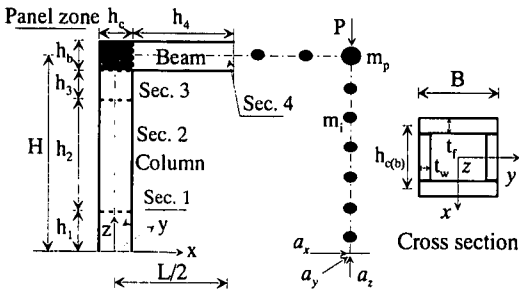 Panel zone
h_c
h_4
P
h_b
Beam
m_p
h_3
Sec. 3
Sec. 4
B
H
h_2
Sec. 2
Column
m_i
h_c(b)
t_f
t_w
z
y
x
Sec. 1
h_1
z
y
x
a_x
a_y
a_z
Cross section
L/2